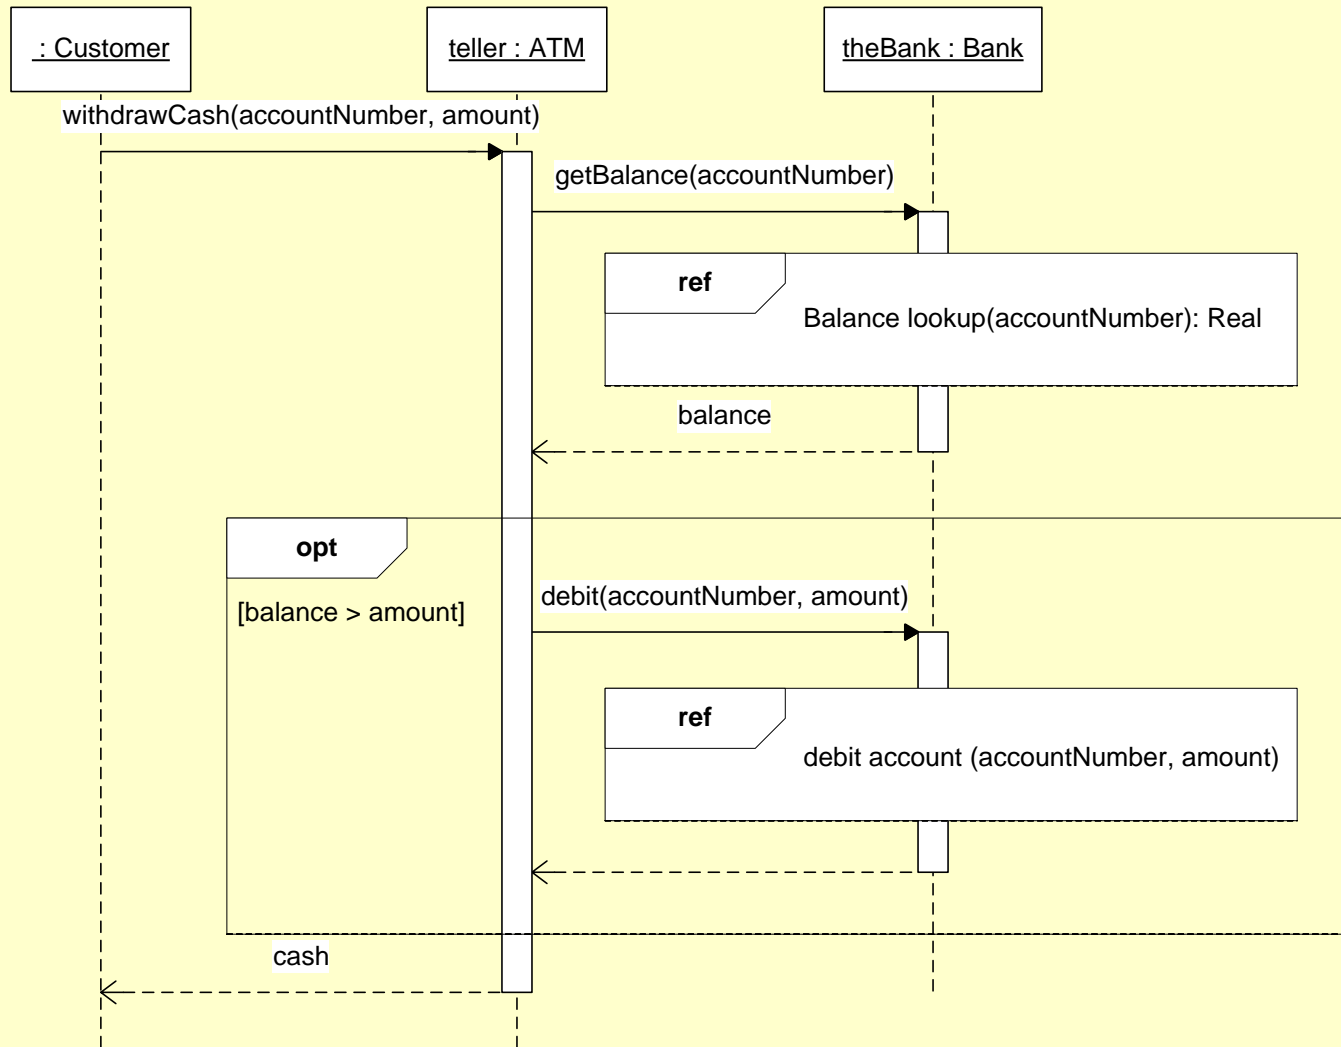 : Customer
teller : ATM
theBank : Bank
withdrawCash(accountNumber, amount)
getBalance(accountNumber)
ref
Balance lookup(accountNumber): Real
balance
opt
[balance > amount]
debit(accountNumber, amount)
ref
debit account (accountNumber, amount)
cash